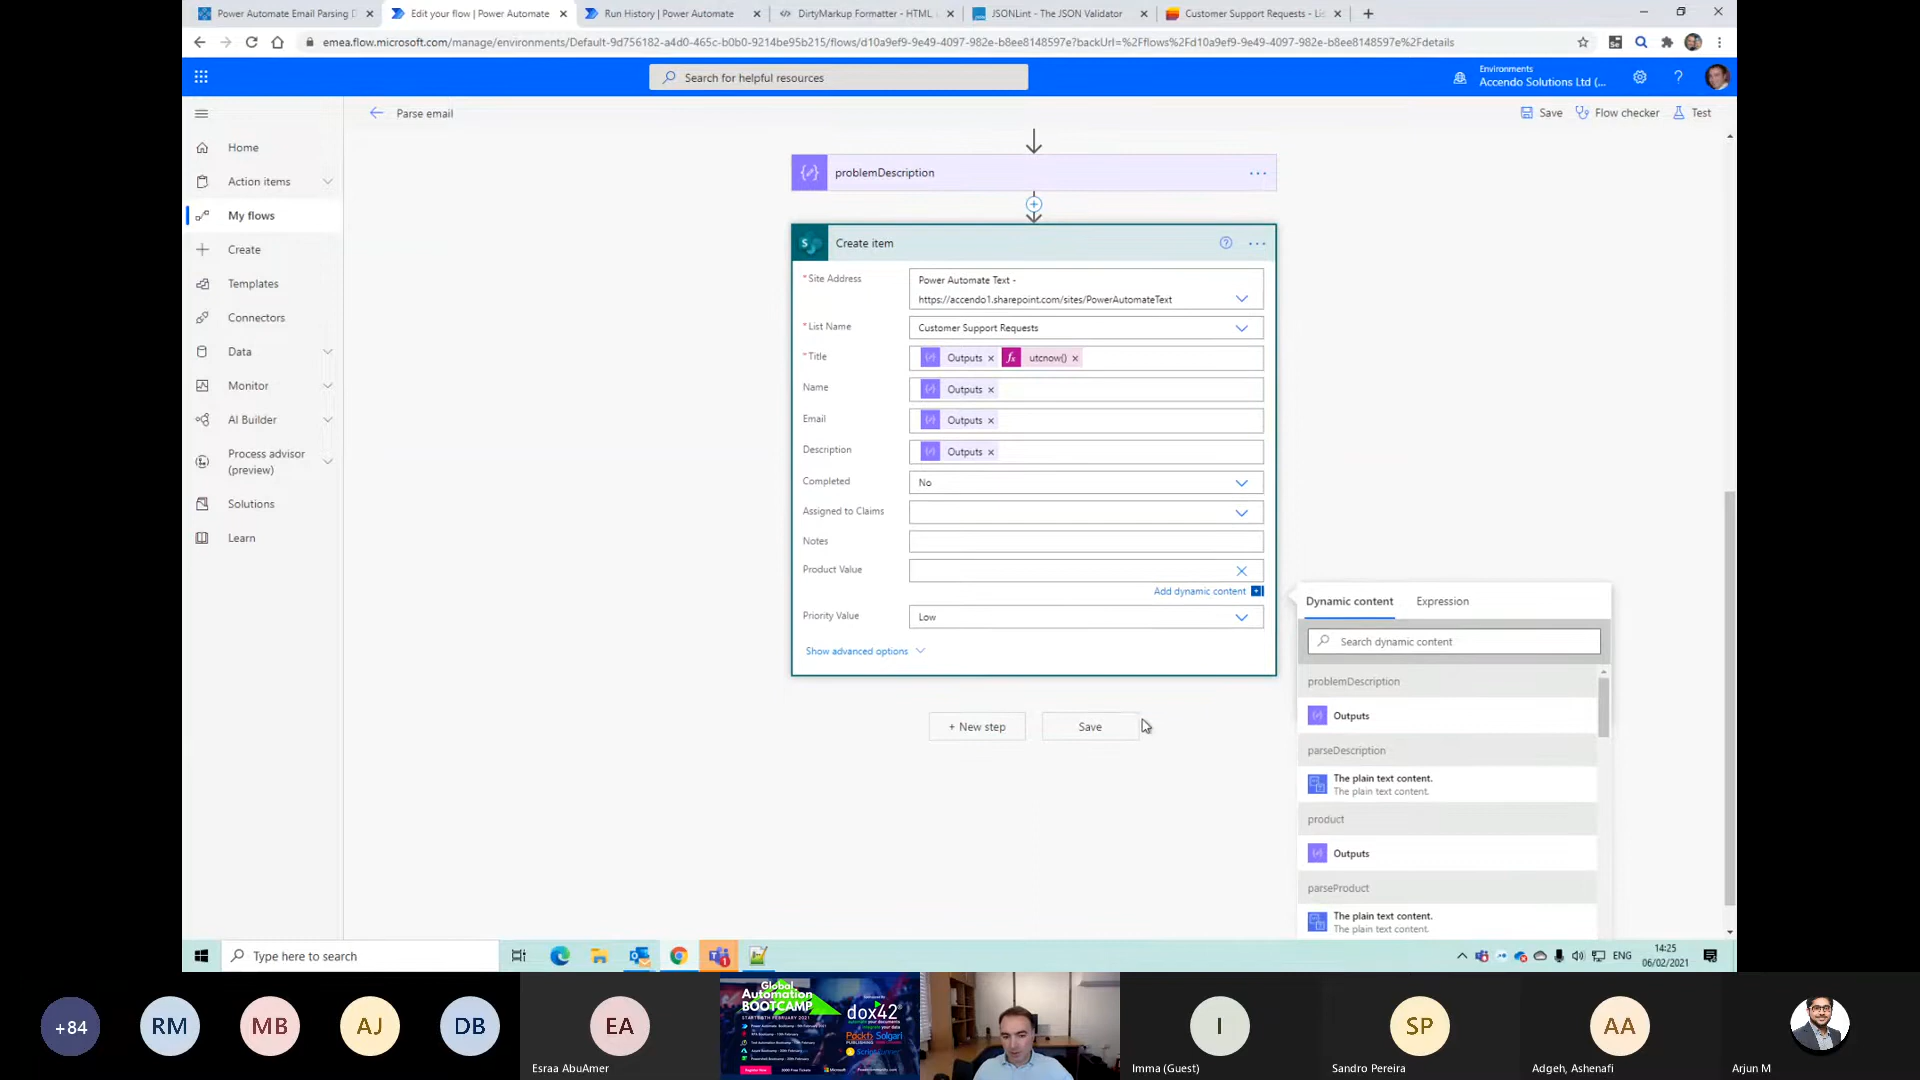 Power Automate Email Parsing D
Edit your flow | Power Automate
Run History | Power Automate
DirtyMarkup Formatter - HTML,
JSONLint - The JSON Validator
Customer Support Requests - Lis
emea.flow.microsoft.com/manage/environments/Default-9d756182-a4d0-465c-b0b0-9214be95b215/flows/d10a9ef9-9e49-4097-982e-b8ee8148597e?backUrl=%2Fflows%2Fd10a9ef9-9e49-4097-982e-b8ee8148597e%2Fdetails
Search for helpful resources
Environments
Accendo Solutions Ltd (...
Parse email
Save
Flow checker
Test
Home
Action items
My flows
Create
Templates
Connectors
Data
Monitor
AI Builder
Process advisor
(preview)
Solutions
Learn
problemDescription
Create item
* Site Address
Power Automate Text -
https://accendo1.sharepoint.com/sites/PowerAutomateText
* List Name
Customer Support Requests
* Title
Outputs
utcnow()
Name
Outputs
Email
Outputs
Description
Outputs
Completed
No
Assigned to Claims
Notes
Product Value
Add dynamic content
Priority Value
Low
Show advanced options
+ New step
Save
Dynamic content
Expression
Search dynamic content
problemDescription
Outputs
parseDescription
The plain text content.
The plain text content.
product
Outputs
parseProduct
The plain text content.
The plain text content.
Type here to search
ENG
14:25
06/02/2021
+84
RM
MB
AJ
DB
EA
Esraa AbuAmer
Global
Automation
BOOTCAMP
dox42
I
Imma (Guest)
SP
Sandro Pereira
AA
Adgeh, Ashenafi
Arjun M